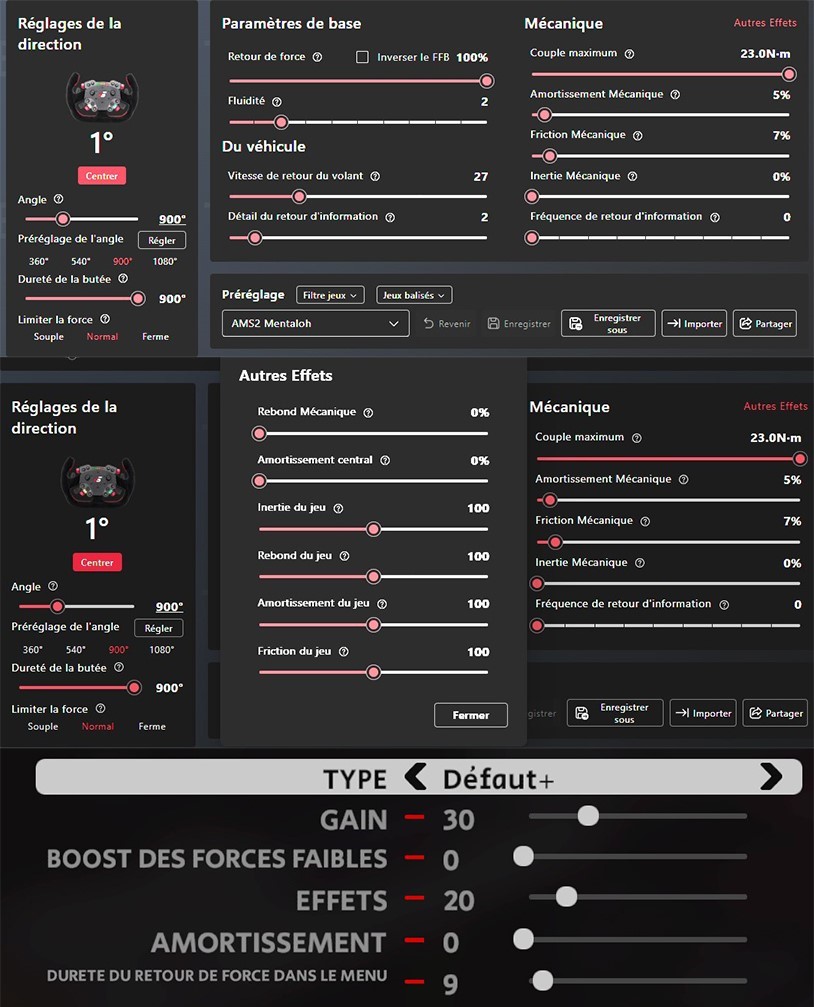 Réglages de la
direction
1°
Centrer
Angle
900°
Préréglage de l'angle
Régler
360° 540° 900° 1080°
Dureté de la butée
900°
Limiter la force
Souple Normal Ferme
Paramètres de base
Retour de force
Inverser le FFB 100%
Fluidité
2
Du véhicule
Vitesse de retour du volant
27
Détail du retour d'information
2
Mécanique
Autres Effets
Couple maximum
23.0N·m
Amortissement Mécanique
5%
Friction Mécanique
7%
Inertie Mécanique
0%
Fréquence de retour d'information
0
Préréglage
Filtre jeux
Jeux balisés
AMS2 Mentaloh
Revenir
Enregistrer
Enregistrer
sous
Importer
Partager
Réglages de la
direction
1°
Centrer
Angle
900°
Préréglage de l'angle
Régler
360° 540° 900° 1080°
Dureté de la butée
900°
Limiter la force
Souple Normal Ferme
Autres Effets
Rebond Mécanique
0%
Amortissement central
0%
Inertie du jeu
100
Rebond du jeu
100
Amortissement du jeu
100
Friction du jeu
100
Fermer
Mécanique
Autres Effets
Couple maximum
23.0N·m
Amortissement Mécanique
5%
Friction Mécanique
7%
Inertie Mécanique
0%
Fréquence de retour d'information
0
gistrer
Enregistrer
sous
Importer
Partager
TYPE Défaut+
GAIN 30
BOOST DES FORCES FAIBLES 0
EFFETS 20
AMORTISSEMENT 0
DURETE DU RETOUR DE FORCE DANS LE MENU 9